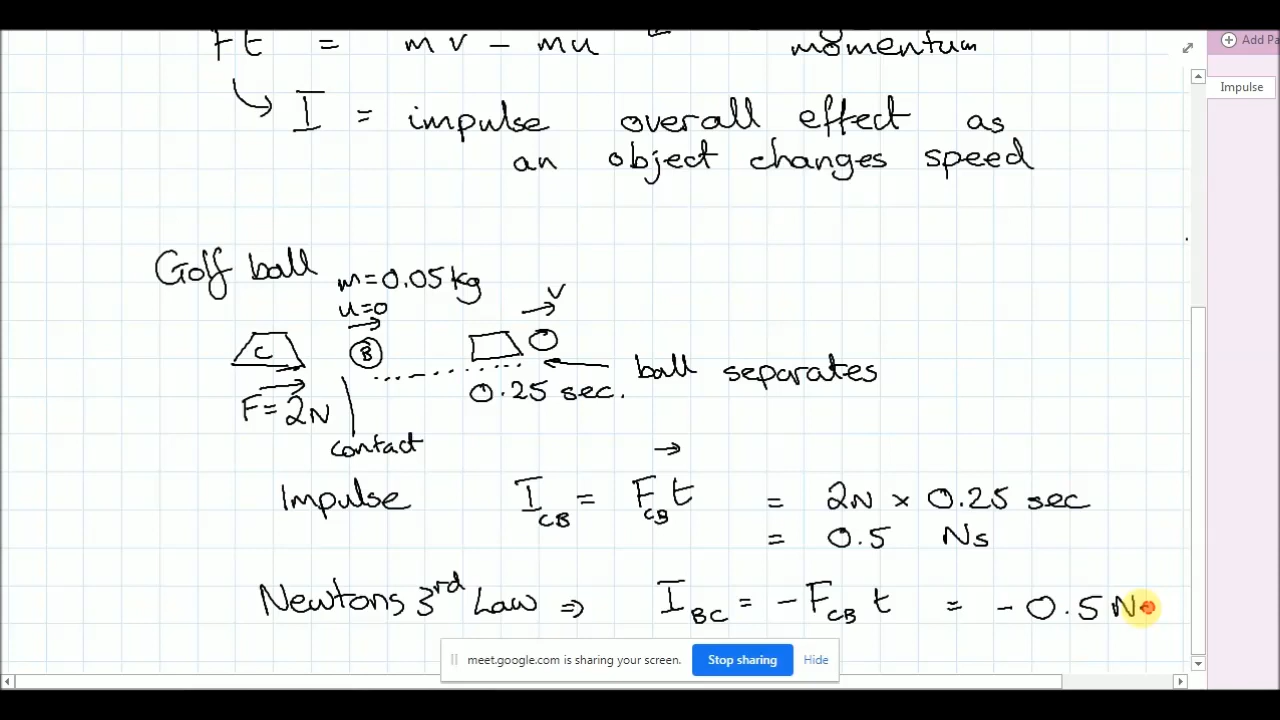 Ft = mv - mu
momentum
Add Pa
Impulse
I = impulse overall effect as
an object changes speed
Golf ball m=0.05kg
u=0
V
C
B
F=2N
0.25 sec.
ball separates
contact
Impulse I_CB = F_CB t = 2N × 0.25 sec
= 0.5 Ns
Newtons 3rd Law ⇒ I_BC = -F_CB t = -0.5 N
meet.google.com is sharing your screen.
Stop sharing
Hide